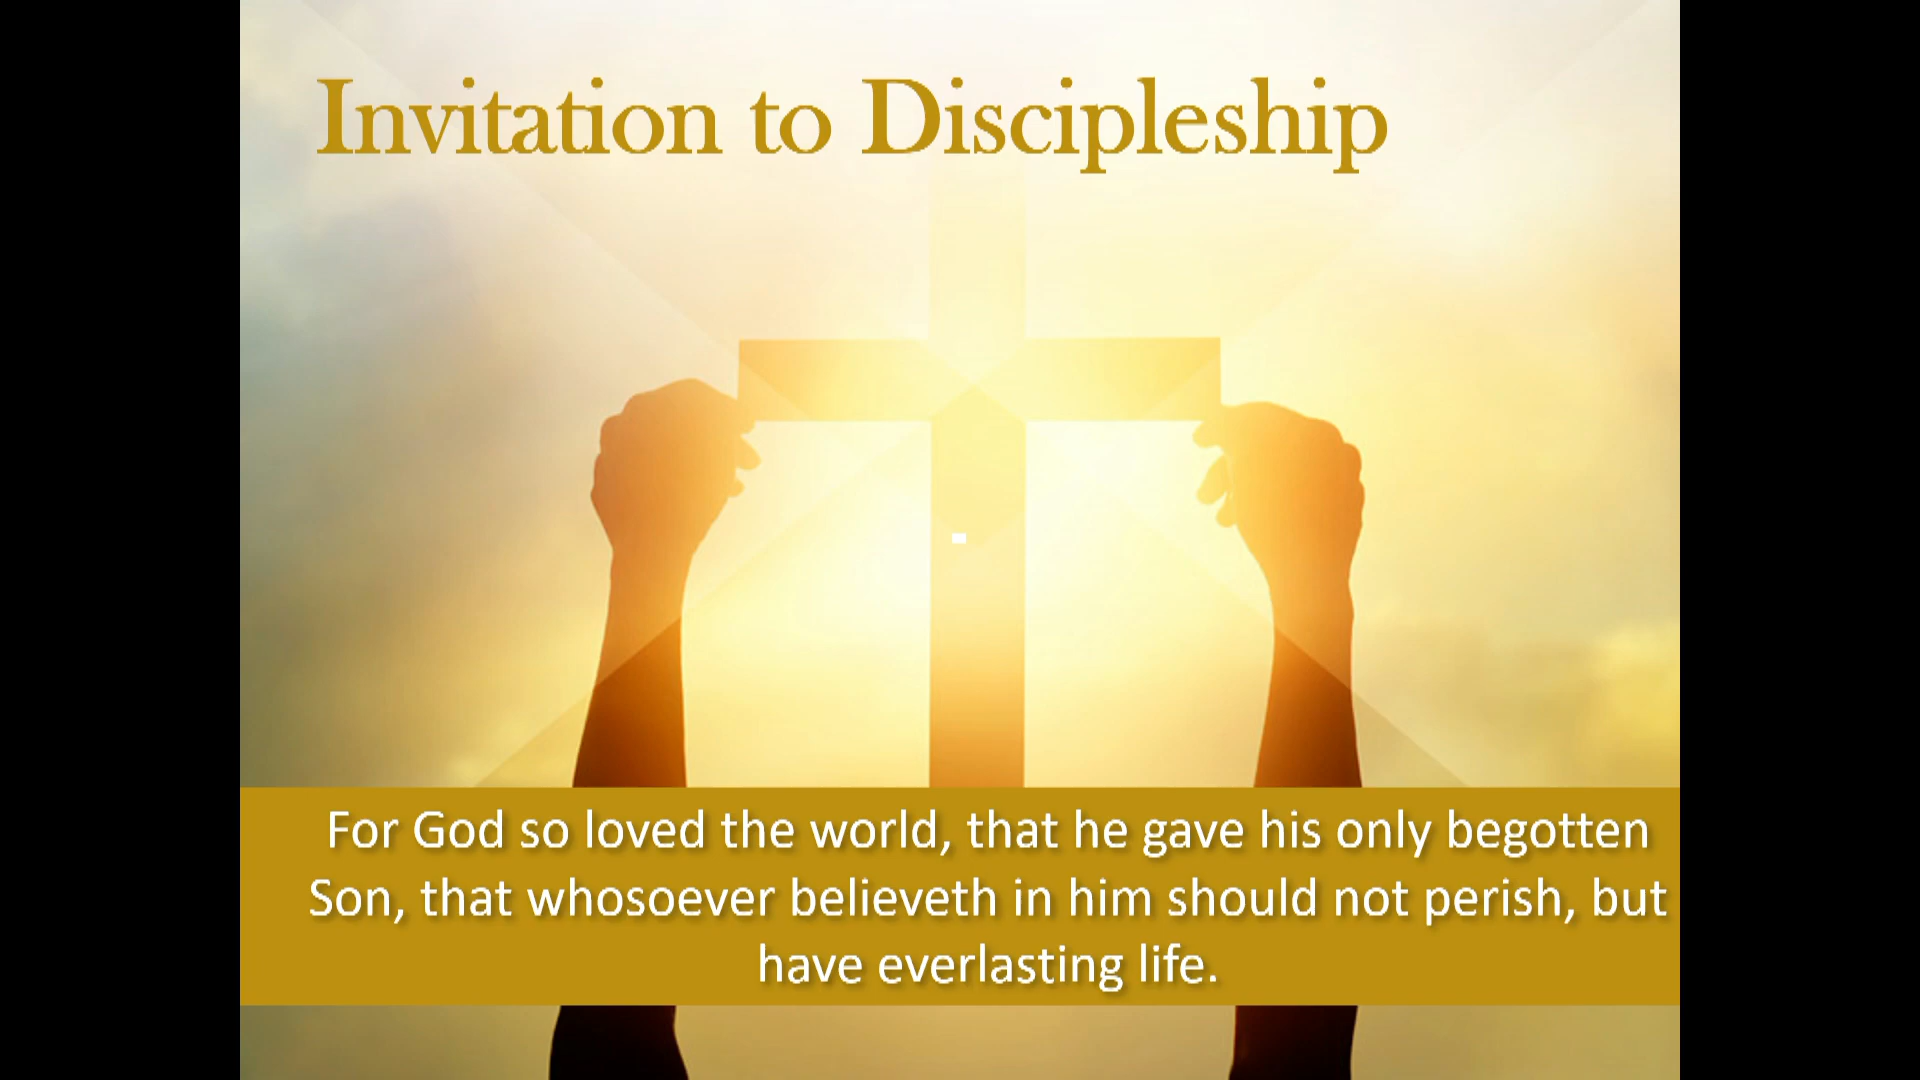 Invitation to Discipleship
For God so loved the world, that he gave his only begotten
Son, that whosoever believeth in him should not perish, but
have everlasting life.